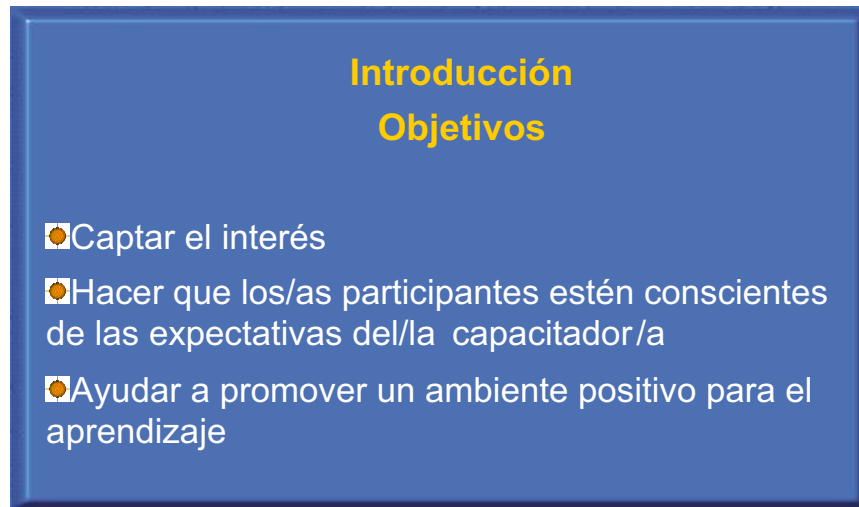 Introducción
Objetivos
Captar el interés
Hacer que los/as participantes estén conscientes
de las expectativas del/la capacitador/a
Ayudar a promover un ambiente positivo para el
aprendizaje